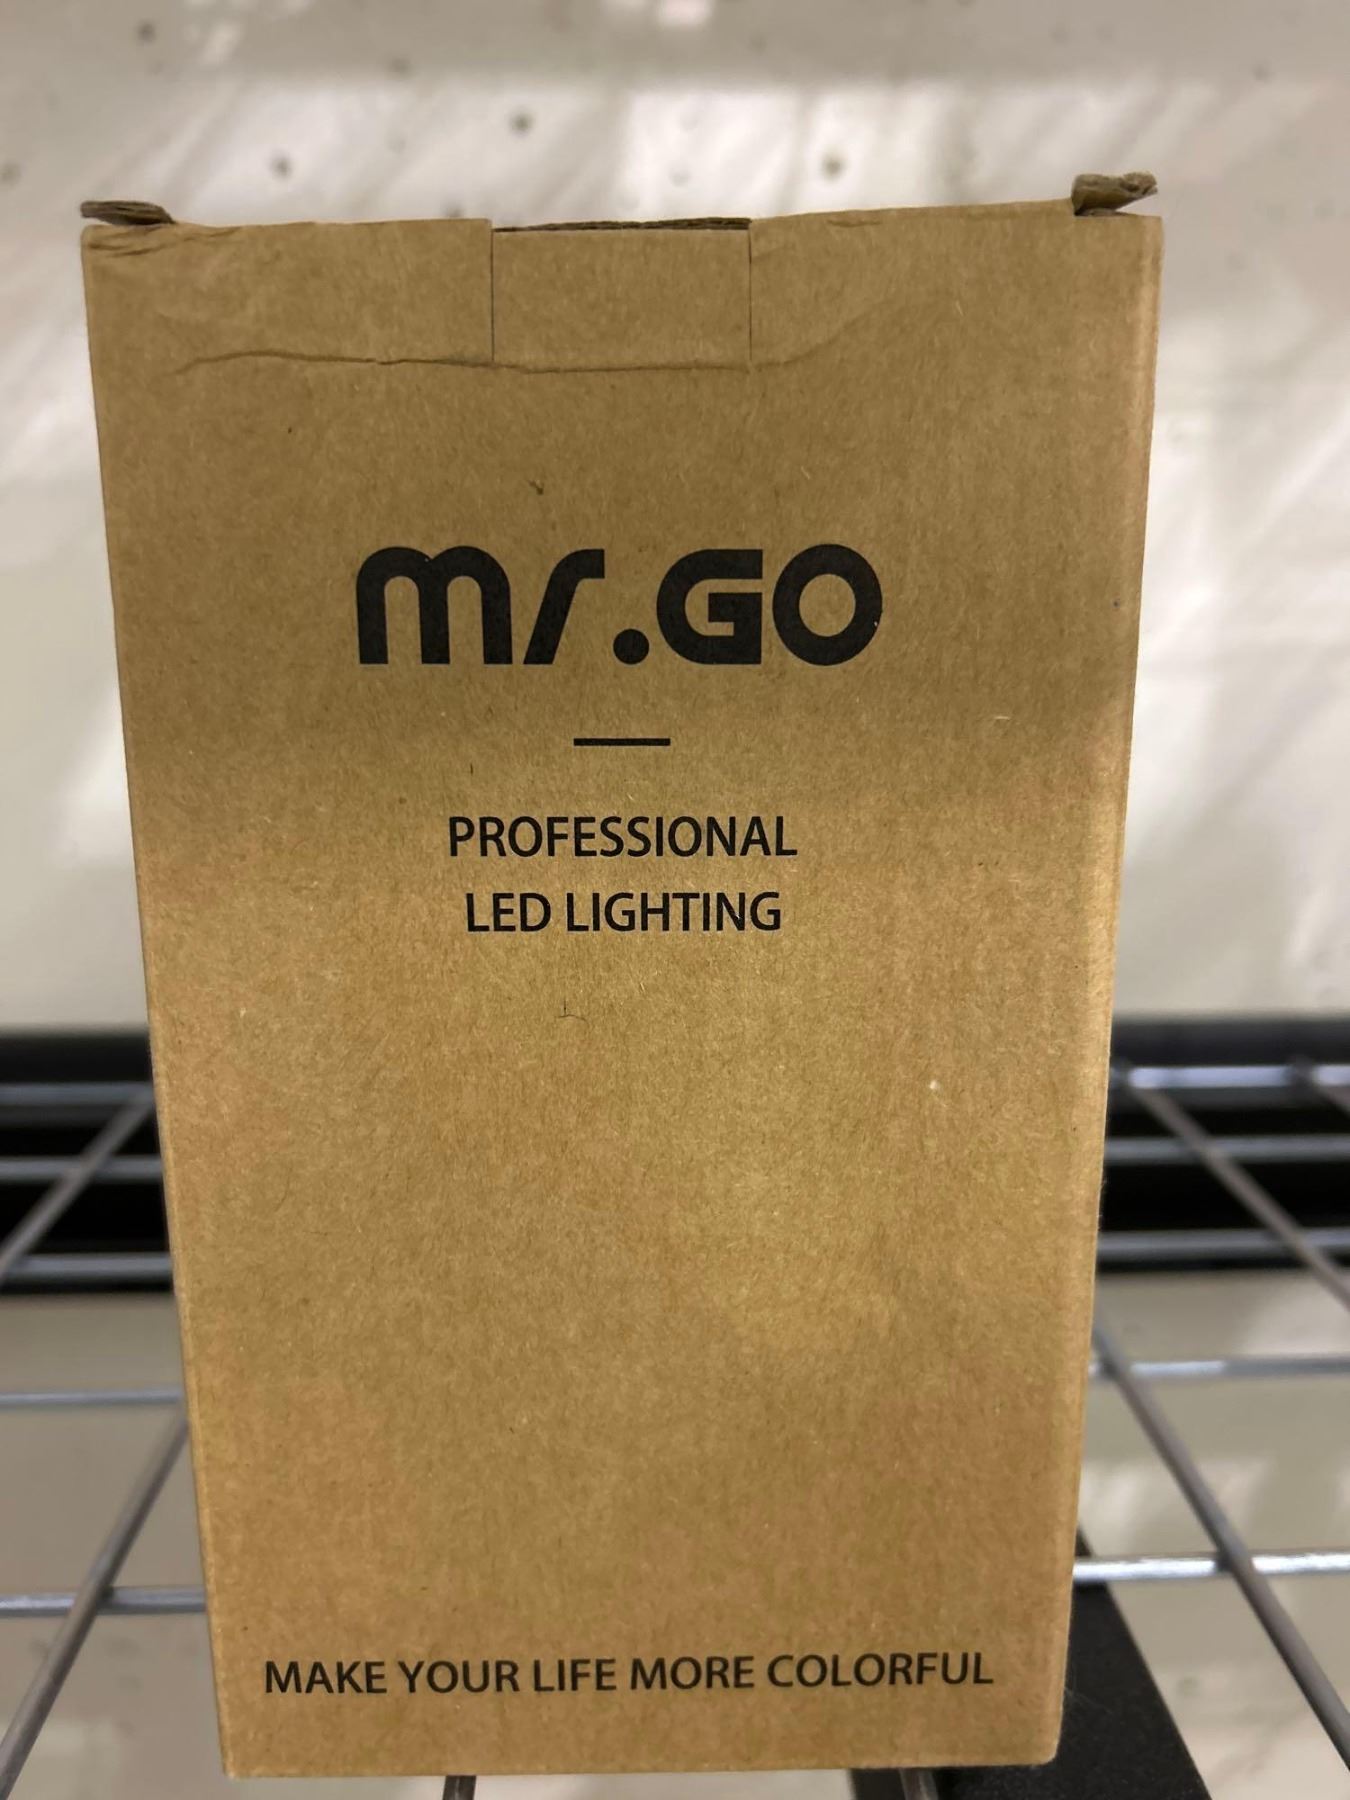 mr.GO
PROFESSIONAL
LED LIGHTING
MAKE YOUR LIFE MORE COLORFUL